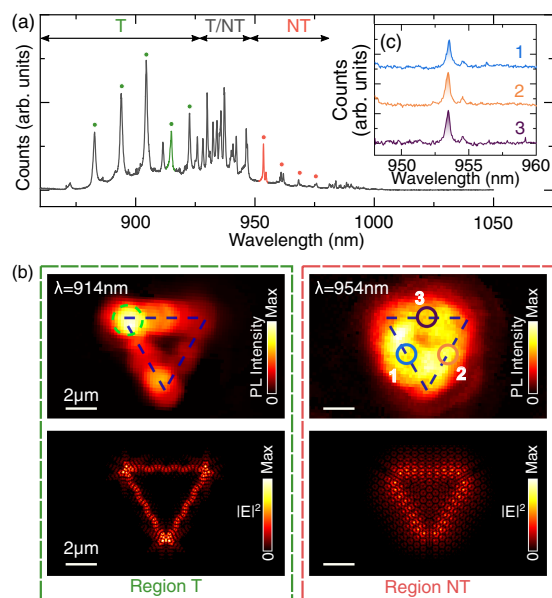 (a)
T
T/NT
NT
(c)
Counts (arb. units)
Counts
(arb. units)
1
2
3
950
955
960
Wavelength (nm)
900
950
1000
1050
Wavelength (nm)
(b)
λ=914nm
2μm
0
PL Intensity
Max
λ=954nm
3
1
2
0
PL Intensity
Max
2μm
|E|²
0
Max
|E|²
0
Max
Region T
Region NT